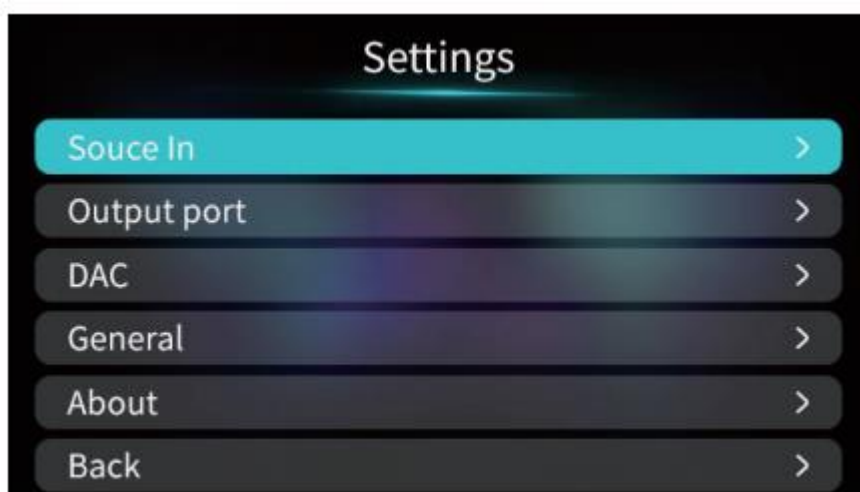 Settings
Souce In
Output port
DAC
General
About
Back